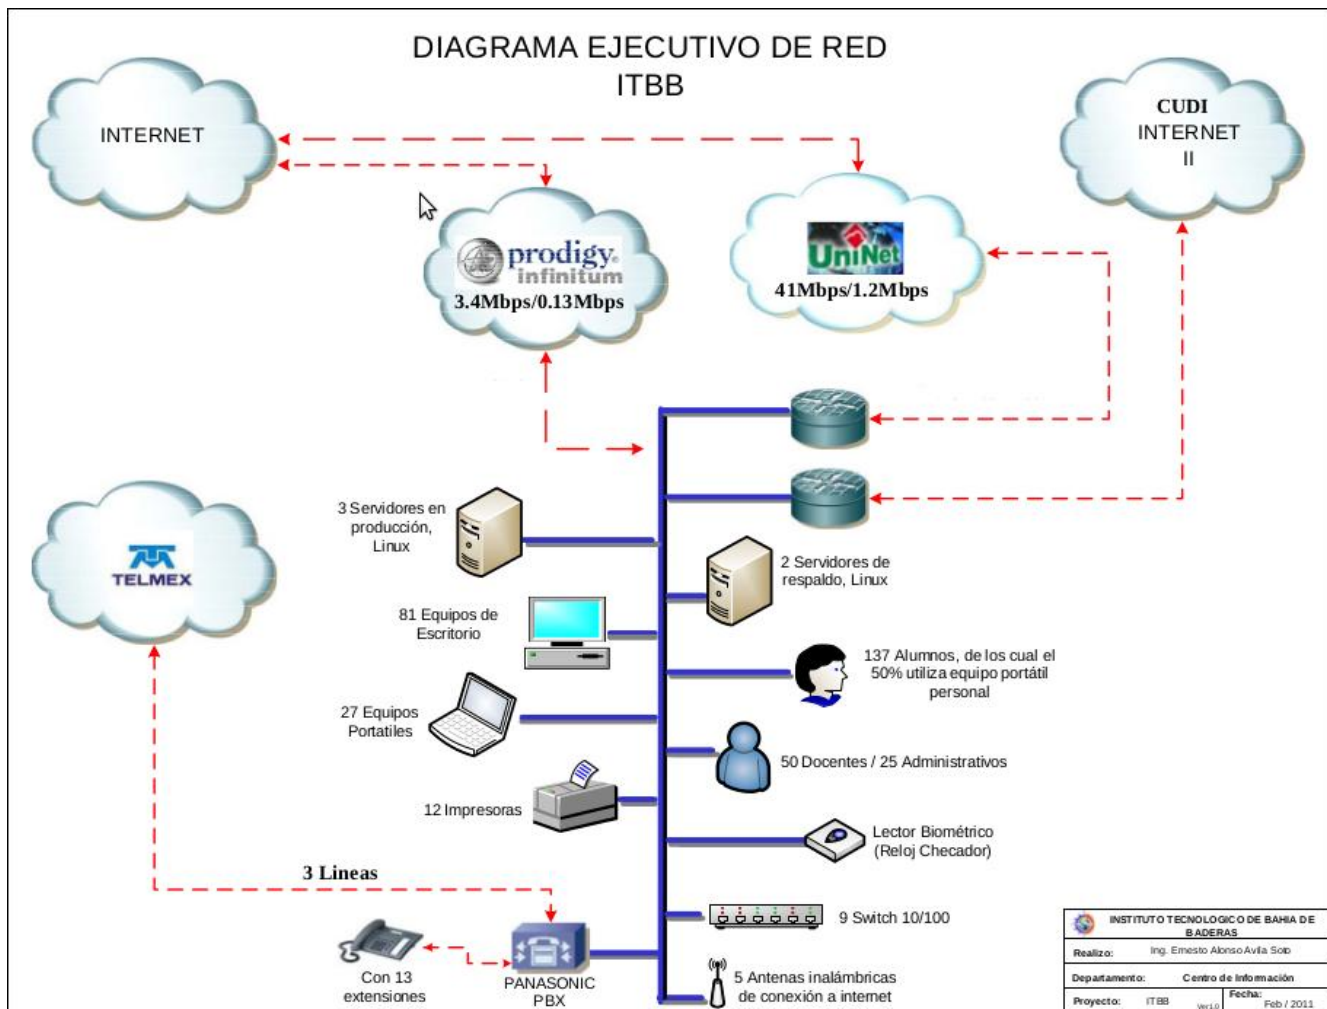 DIAGRAMA EJECUTIVO DE RED
ITBB
INTERNET
CUDI
INTERNET
II
prodigy
infinitum
3.4Mbps/0.13Mbps
UniNet
41Mbps/1.2Mbps
TELMEX
3 Servidores en
producción,
Linux
2 Servidores de
respaldo, Linux
81 Equipos de
Escritorio
137 Alumnos, de los cual el
50% utiliza equipo portátil
personal
27 Equipos
Portatiles
50 Docentes / 25 Administrativos
12 Impresoras
Lector Biométrico
(Reloj Checador)
3 Lineas
9 Switch 10/100
Con 13
extensiones
PANASONIC
PBX
5 Antenas inalámbricas
de conexión a internet
INSTITUTO TECNOLOGICO DE BAHIA DE
BADERAS
Realizo: Ing. Ernesto Alonso Avila Soto
Departamento: Centro de Información
Proyecto: ITBB Ver1.0 Fecha: Feb / 2011